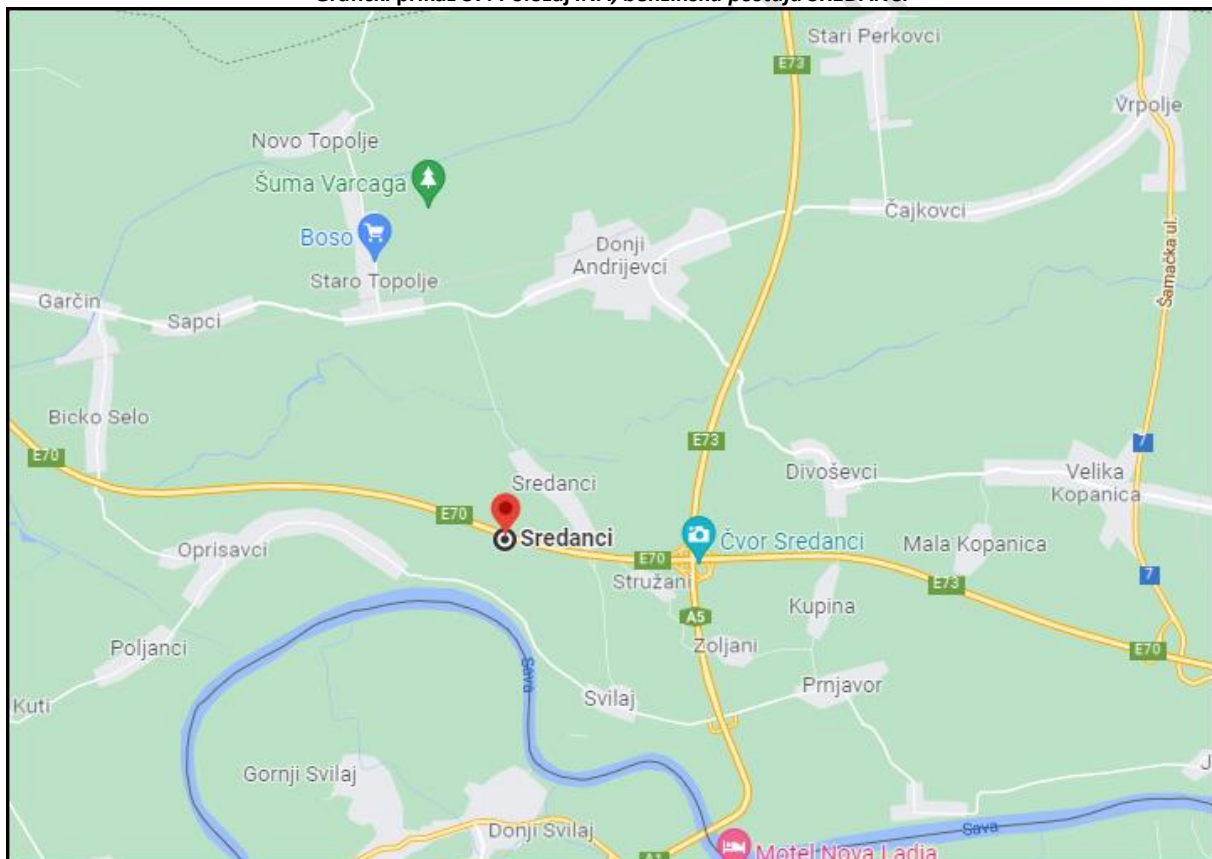 Stari Perkovci
E73
Vrpolje
Novo Topolje
Šuma Varcaga
Boso
Čajkovci
Donji
Andrijevci
Šamačka ul.
Staro Topolje
Garčin
Sapci
Bicko Selo
E73
7
E70
Divoševci
Velika
Kopanica
Sredanci
E70
Sredanci
Čvor Sredanci
Mala Kopanica
Oprisavci
E70
Stružani
E73
7
Kupina
A5
Zoljani
E70
Poljanci
Sava
Prnjavor
Svilaj
Kuti
Gornji Svilaj
J
Donji Svilaj
Sava
Motel Nova Ladja